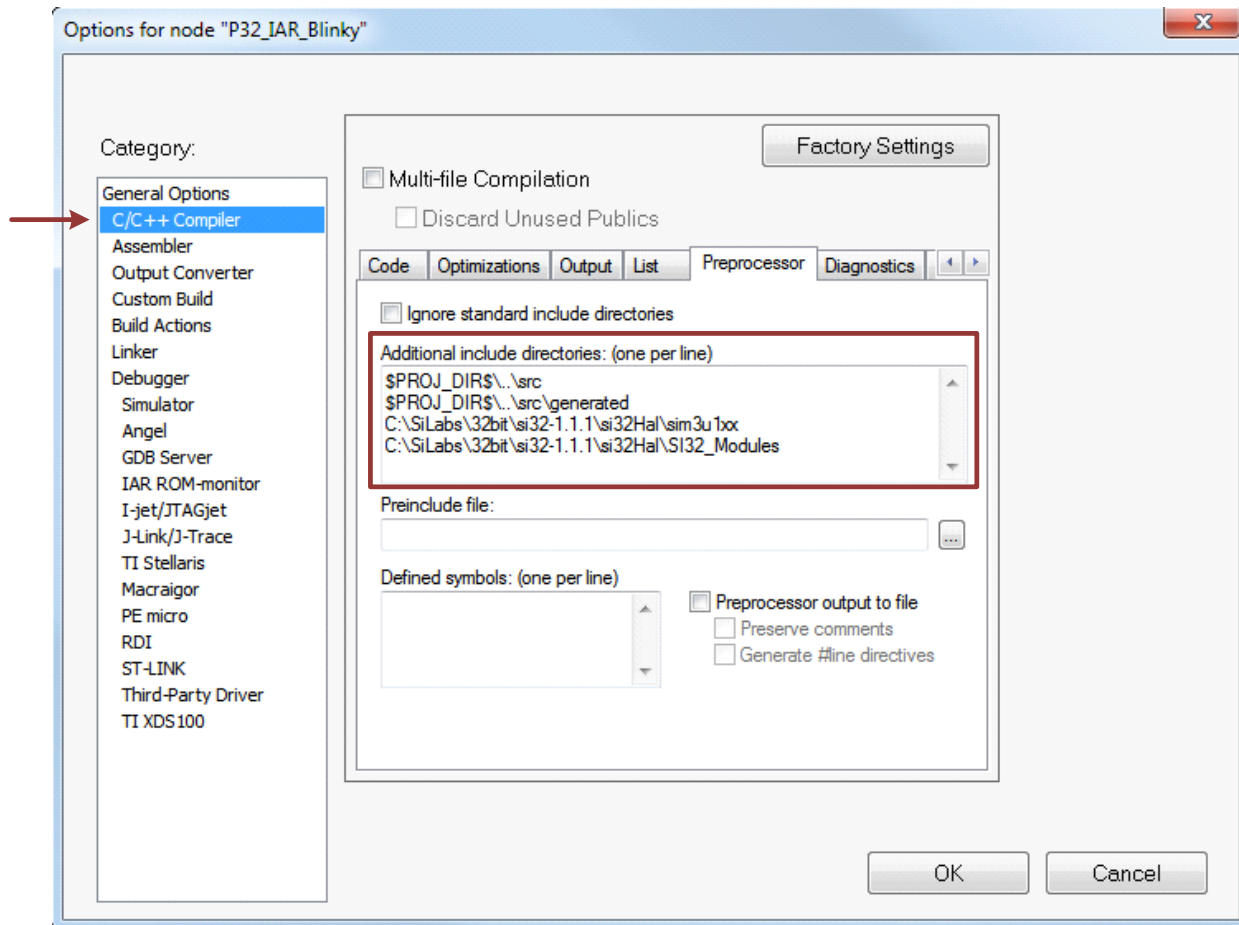 Options for node "P32_IAR_Blinky"
Category:
General Options
C/C++ Compiler
Assembler
Output Converter
Custom Build
Build Actions
Linker
Debugger
Simulator
Angel
GDB Server
IAR ROM-monitor
I-jet/JTAGjet
J-Link/J-Trace
TI Stellaris
Macraigor
PE micro
RDI
ST-LINK
Third-Party Driver
TI XDS100
Factory Settings
Multi-file Compilation
Discard Unused Publics
Code Optimizations Output List Preprocessor Diagnostics
Ignore standard include directories
Additional include directories: (one per line)
$PROJ_DIR$\..\src
$PROJ_DIR$\..\src\generated
C:\SiLabs\32bit\si32-1.1.1\si32Hal\sim3u1xx
C:\SiLabs\32bit\si32-1.1.1\si32Hal\SI32_Modules
Preinclude file:
...
Defined symbols: (one per line)
Preprocessor output to file
Preserve comments
Generate #line directives
OK Cancel